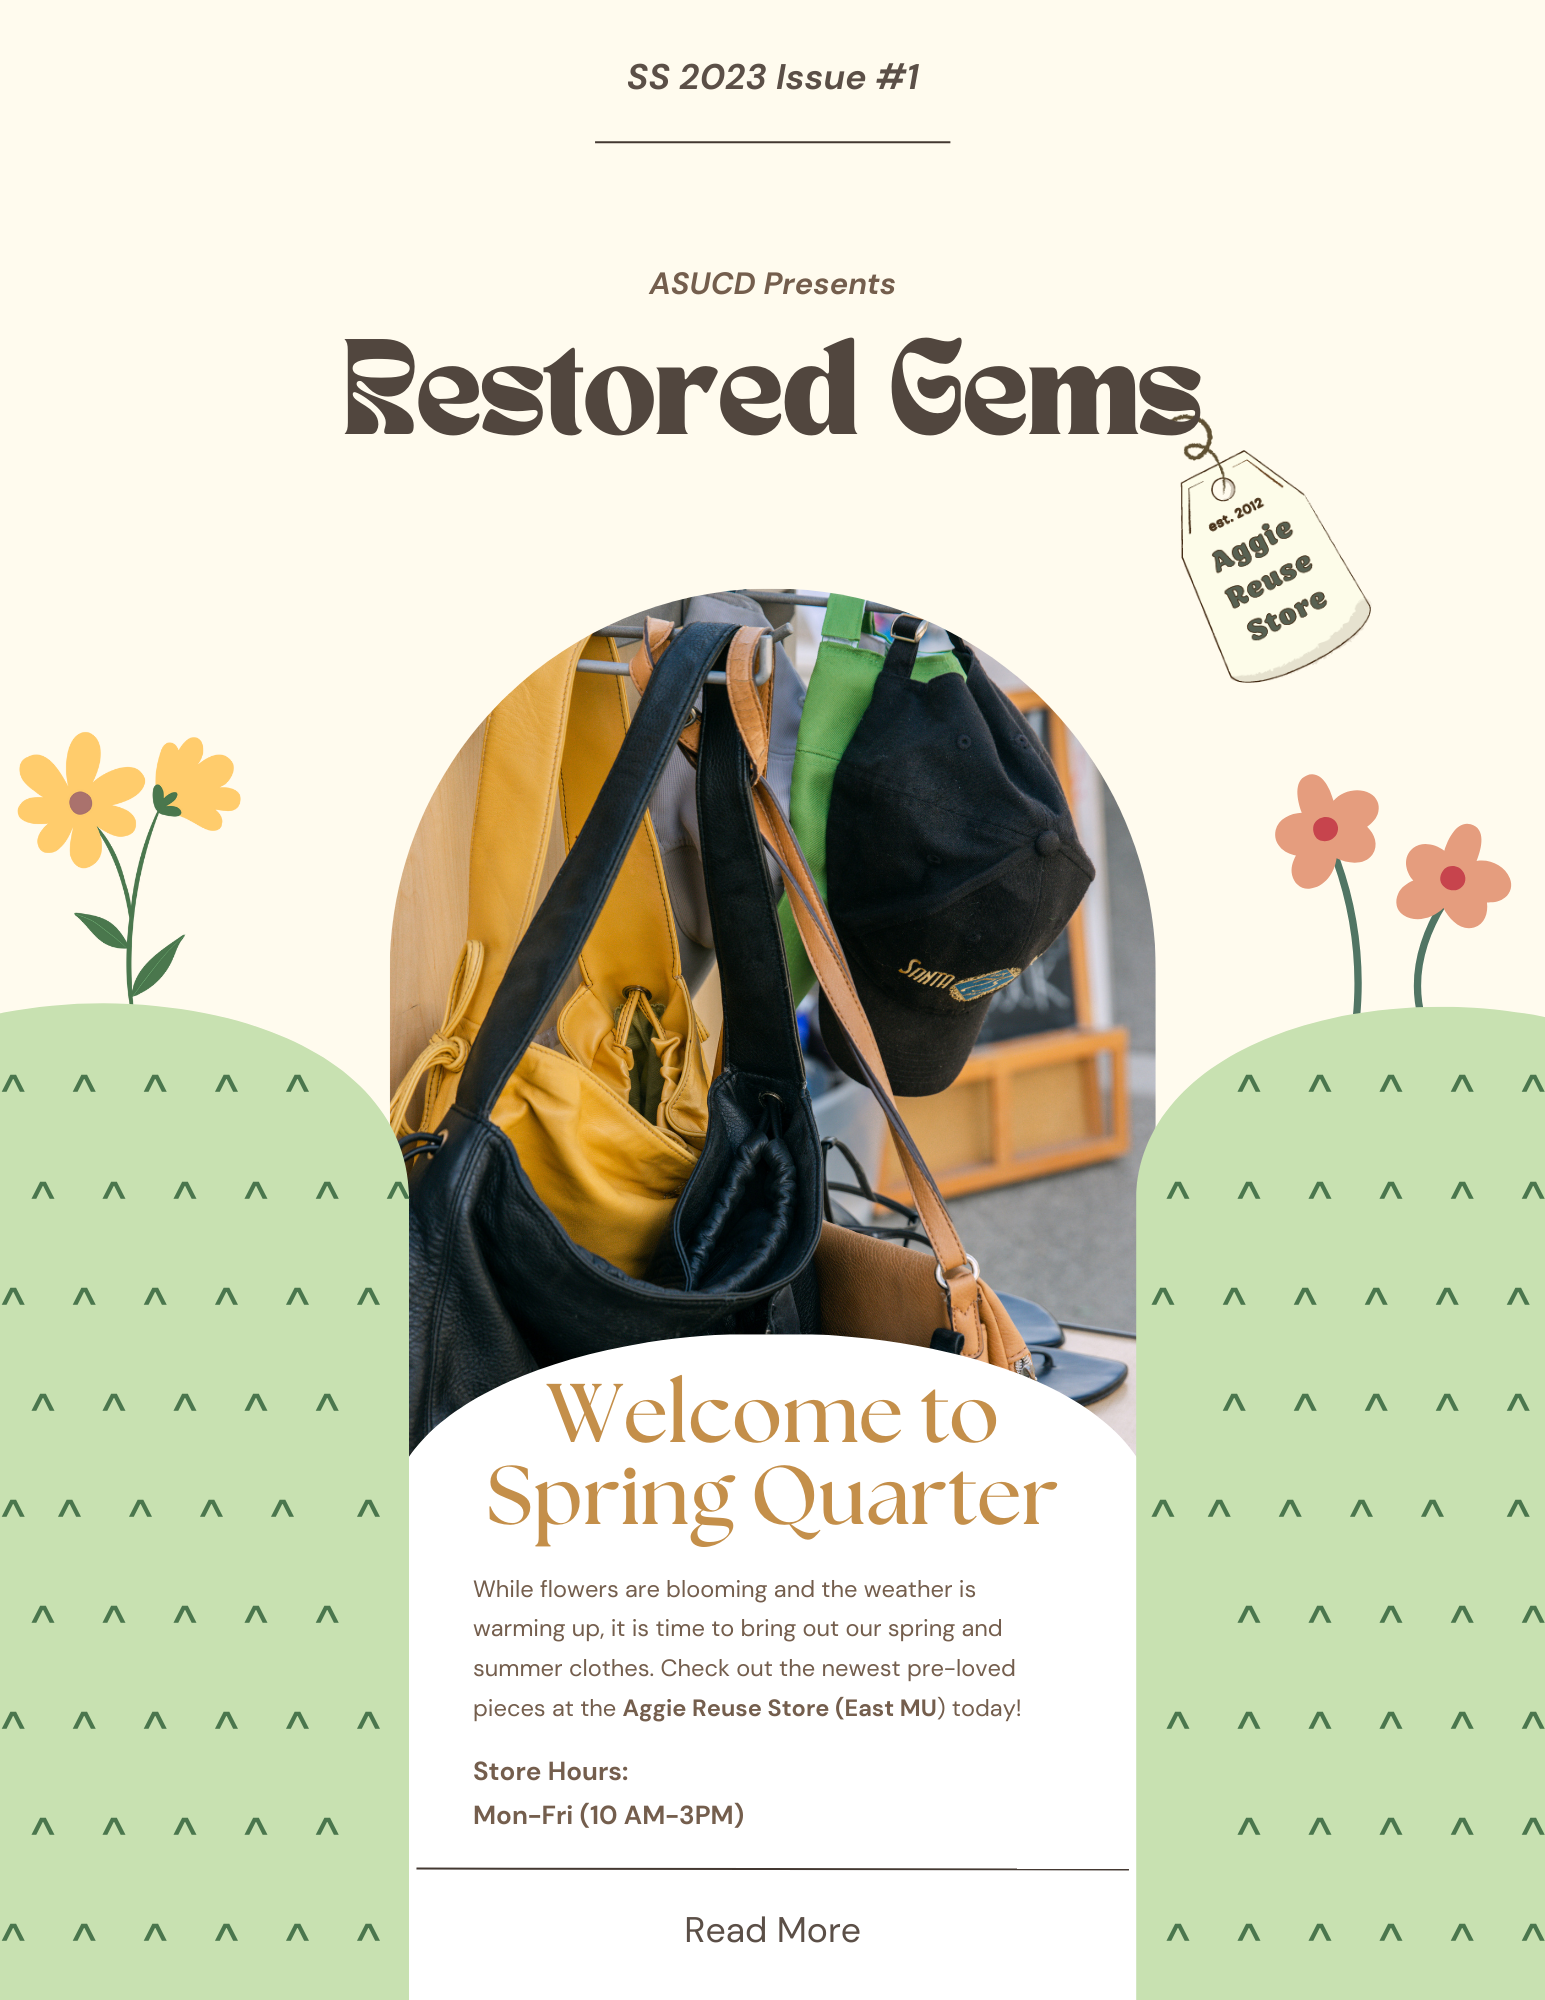 SS 2023 Issue #1
ASUCD Presents
Restored Gems
est. 2012
Aggie
Reuse
Store
SANTA
Welcome to
Spring Quarter
While flowers are blooming and the weather is
warming up, it is time to bring out our spring and
summer clothes. Check out the newest pre-loved
pieces at the Aggie Reuse Store (East MU) today!
Store Hours:
Mon-Fri (10 AM-3PM)
Read More